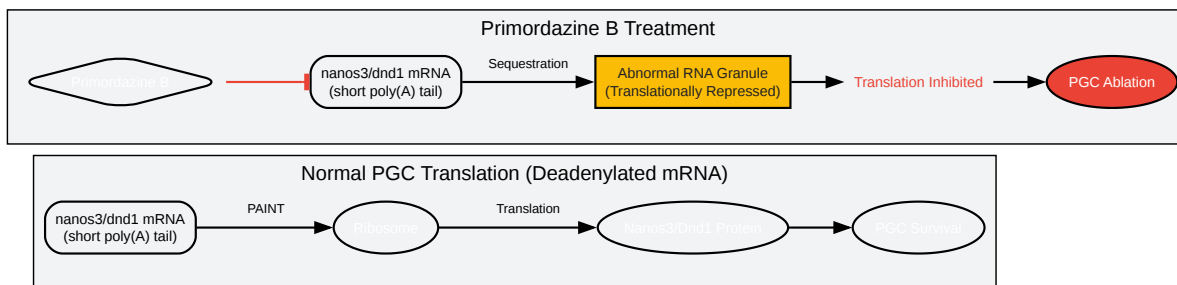 Primordazine B Treatment
Primordazine B
nanos3/dnd1 mRNA
(short poly(A) tail)
Sequestration
Abnormal RNA Granule
(Translationally Repressed)
Translation Inhibited
PGC Ablation
Normal PGC Translation (Deadenylated mRNA)
nanos3/dnd1 mRNA
(short poly(A) tail)
PAINT
Ribosome
Translation
Nanos3/Dnd1 Protein
PGC Survival